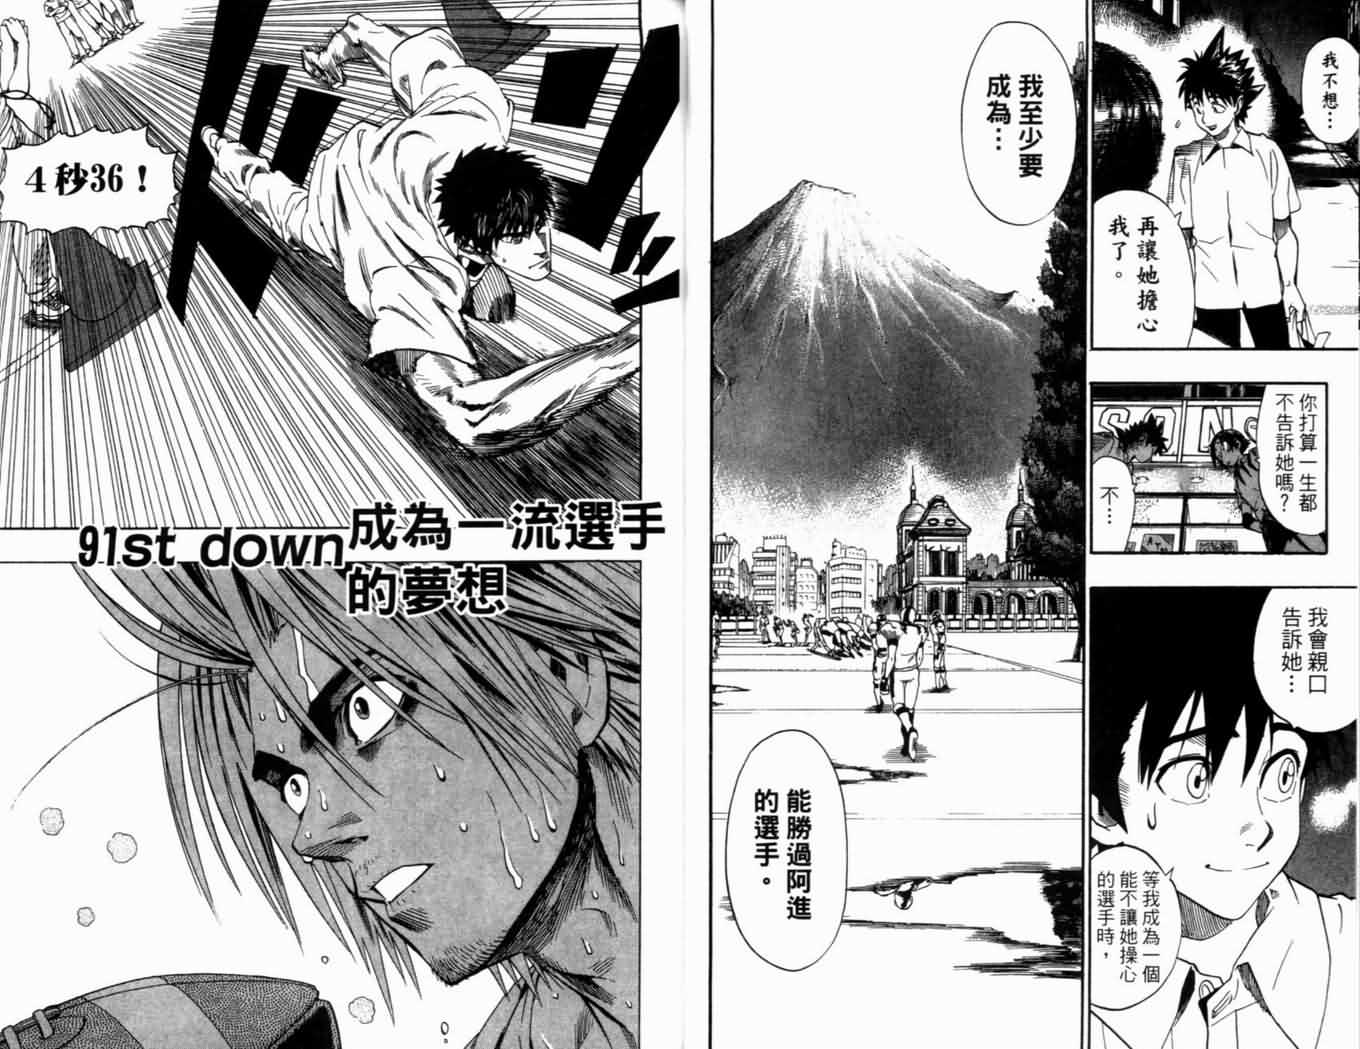 我不想…
再讓她擔心
我了。
SONG
你打算一生都
不告訴她嗎？
不…
我會親口
告訴她…
等我成為一個
能不讓她操心
的選手時，
我至少要
成為…
能勝過阿進
的選手。
4秒36！
91st down
成為一流選手
的夢想